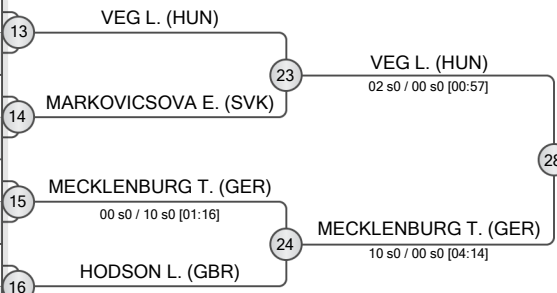 VEG L. (HUN)
13
23
VEG L. (HUN)
02 s0 / 00 s0 [00:57]
MARKOVICSOVA E. (SVK)
14
28
MECKLENBURG T. (GER)
15
00 s0 / 10 s0 [01:16]
24
MECKLENBURG T. (GER)
10 s0 / 00 s0 [04:14]
HODSON L. (GBR)
16